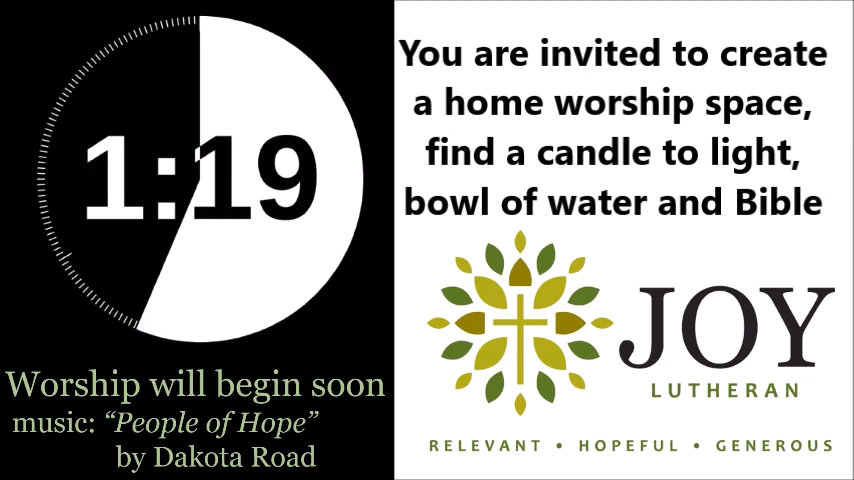 1:19
Worship will begin soon
music: “People of Hope”
by Dakota Road
You are invited to create
a home worship space,
find a candle to light,
bowl of water and Bible
JOY
LUTHERAN
RELEVANT • HOPEFUL • GENEROUS